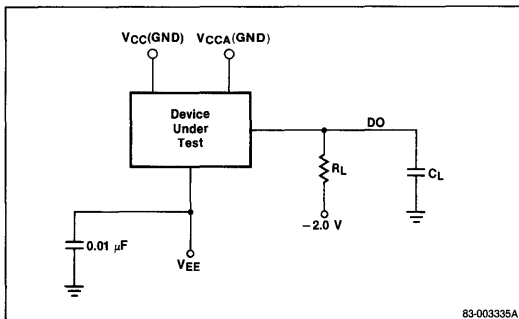 VCC(GND) VCCA(GND)
Device
Under
Test
DO
RL
CL
−2.0 V
0.01 μF
VEE
83-003335A